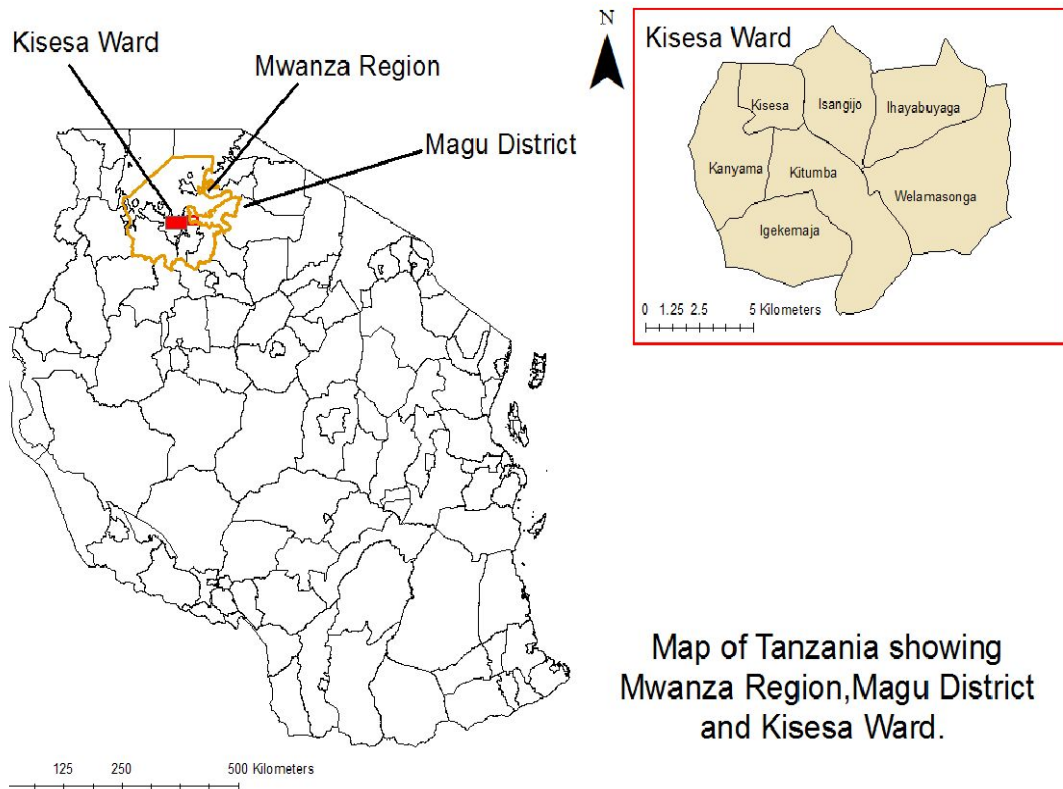 Kisesa Ward
Mwanza Region
Magu District
N
Kisesa Ward
Kisesa
Isangijo
Ihayabuyaga
Kanyama
Kitumba
Welamasonga
Igekemaja
0 1.25 2.5 5 Kilometers
Map of Tanzania showing
Mwanza Region,Magu District
and Kisesa Ward.
125 250 500 Kilometers